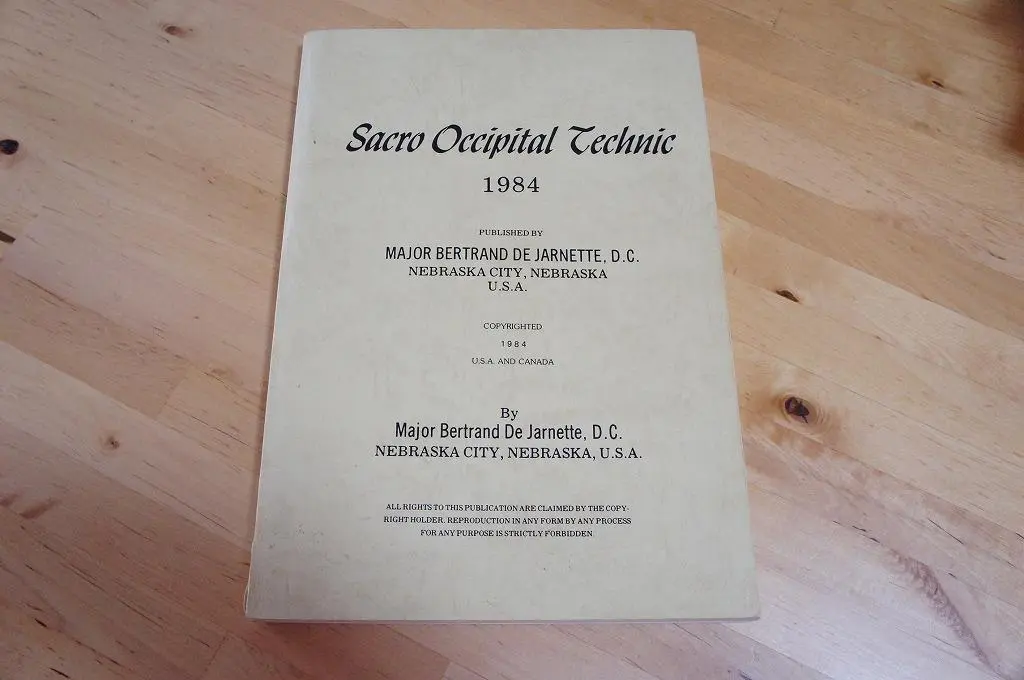 Sacro Occipital Technic
1984
PUBLISHED BY
MAJOR BERTRAND DE JARNETTE, D.C.
NEBRASKA CITY, NEBRASKA
U.S.A.
COPYRIGHTED
1984
U.S.A. AND CANADA
By
Major Bertrand De Jarnette, D.C.
NEBRASKA CITY, NEBRASKA, U.S.A.
ALL RIGHTS TO THIS PUBLICATION ARE CLAIMED BY THE COPY-
RIGHT HOLDER. REPRODUCTION IN ANY FORM BY ANY PROCESS
FOR ANY PURPOSE IS STRICTLY FORBIDDEN.